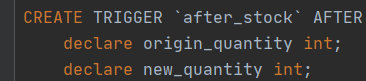 CREATE TRIGGER `after_stock` AFTER
declare origin_quantity int;
declare new_quantity int;